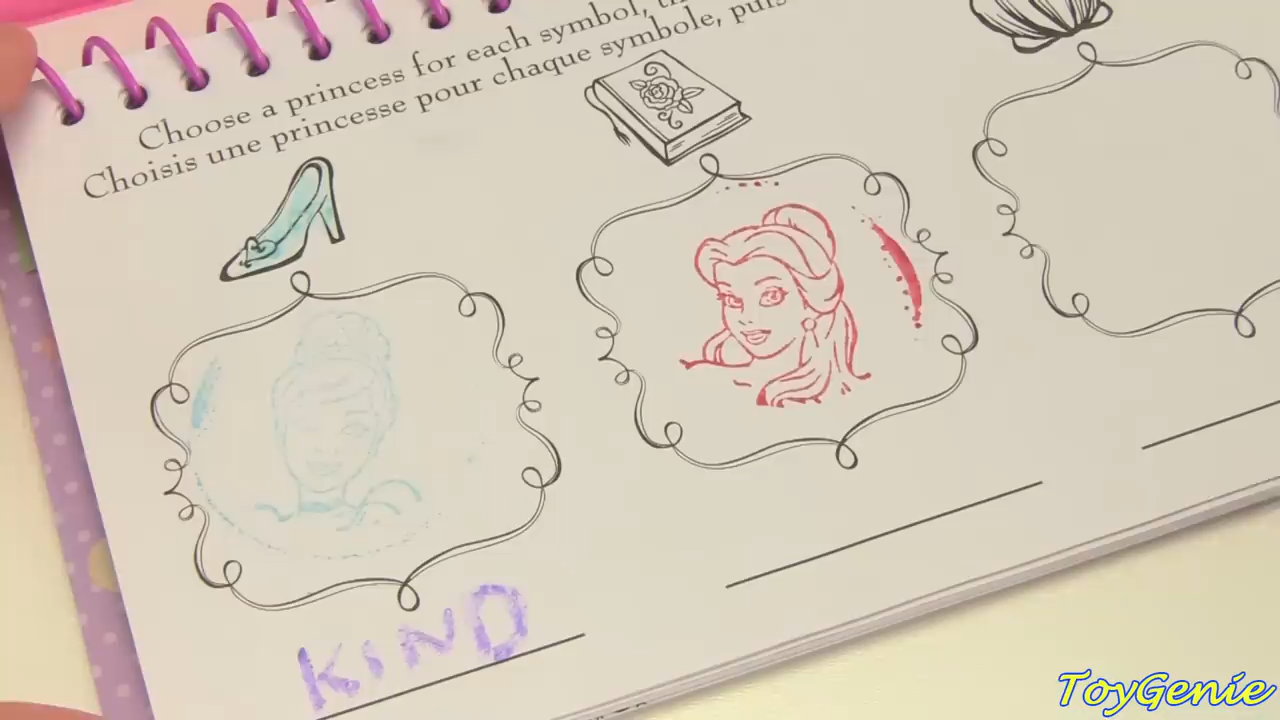 Choose a princess for each symbol,
Choisis une princesse pour chaque symbole, puis
KIND
ToyGenie